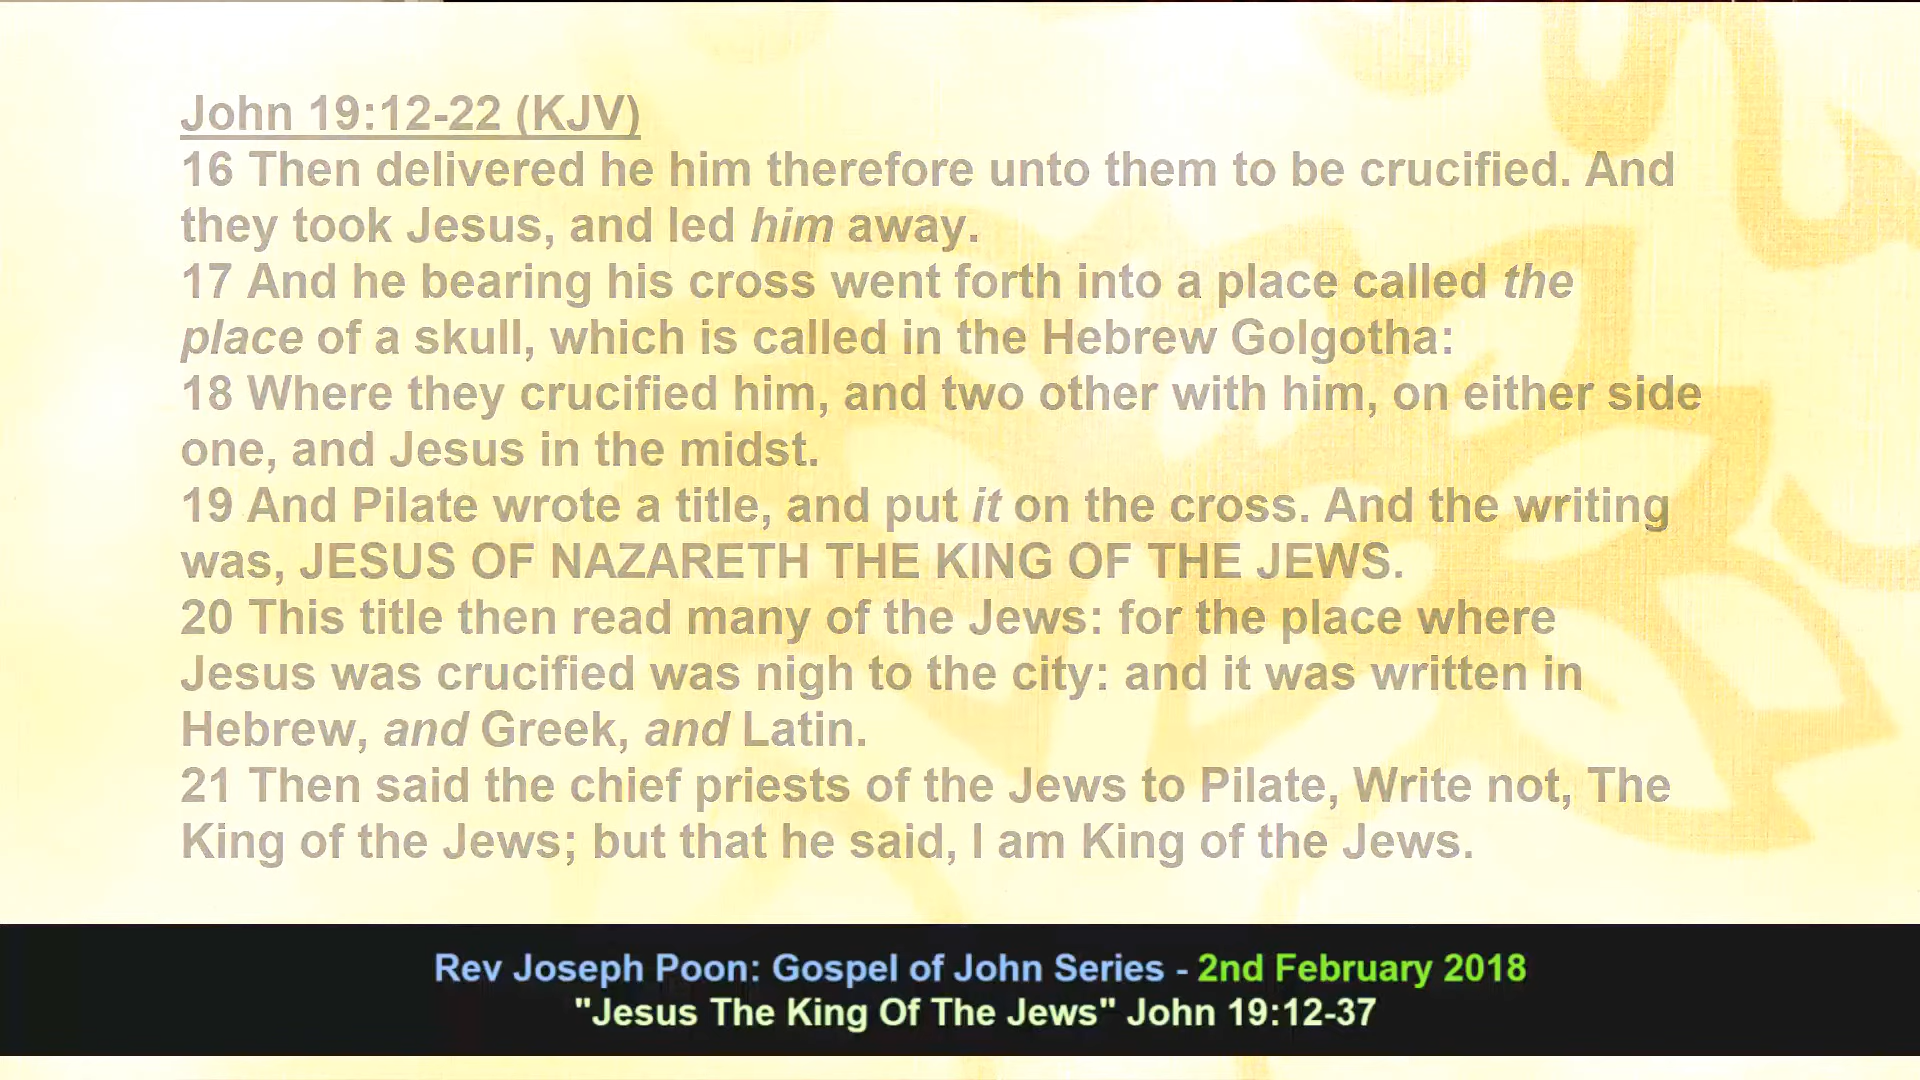 John 19:12-22 (KJV)
16 Then delivered he him therefore unto them to be crucified. And
they took Jesus, and led him away.
17 And he bearing his cross went forth into a place called the
place of a skull, which is called in the Hebrew Golgotha:
18 Where they crucified him, and two other with him, on either side
one, and Jesus in the midst.
19 And Pilate wrote a title, and put it on the cross. And the writing
was, JESUS OF NAZARETH THE KING OF THE JEWS.
20 This title then read many of the Jews: for the place where
Jesus was crucified was nigh to the city: and it was written in
Hebrew, and Greek, and Latin.
21 Then said the chief priests of the Jews to Pilate, Write not, The
King of the Jews; but that he said, I am King of the Jews.
Rev Joseph Poon: Gospel of John Series - 2nd February 2018
"Jesus The King Of The Jews" John 19:12-37